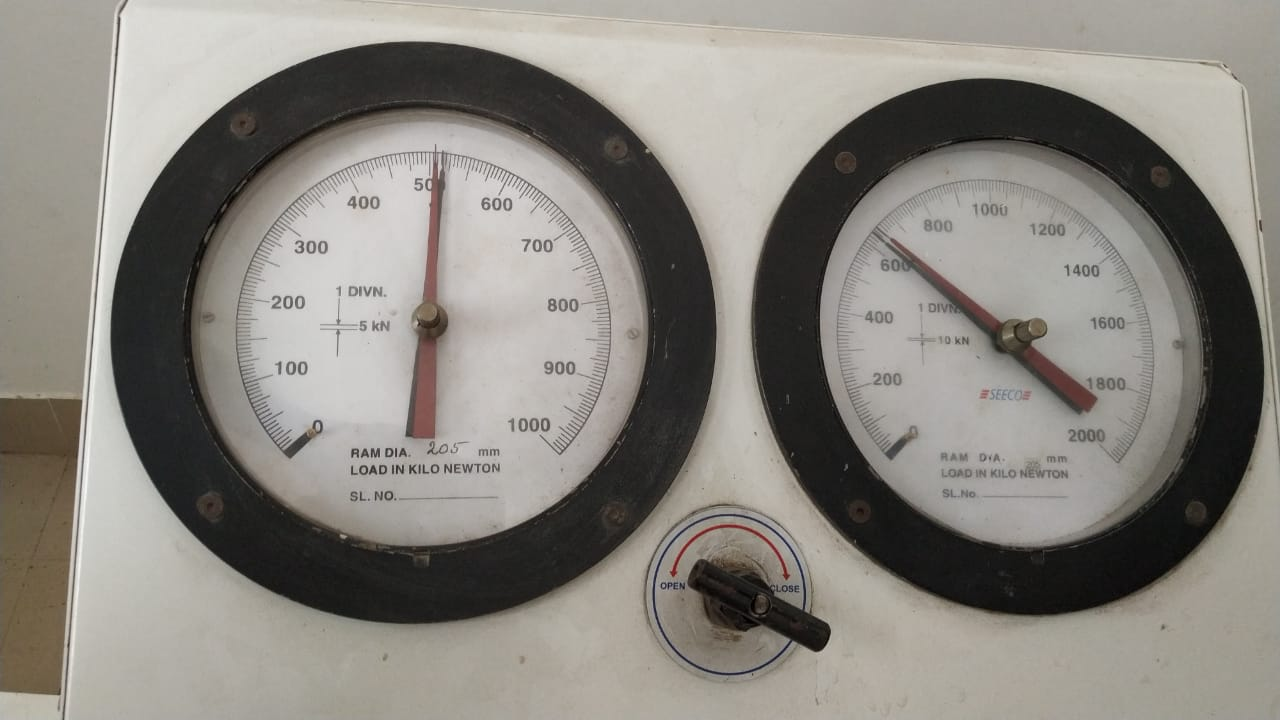 0
100
200
300
400
500
600
700
800
900
1000
1 DIVN.
5 kN
RAM DIA. 205 mm
LOAD IN KILO NEWTON
SL. NO.
0
200
400
600
800
1000
1200
1400
1600
1800
2000
1 DIVN.
10 kN
SEECO
RAM DIA. mm
LOAD IN KILO NEWTON
SL.No.
OPEN
CLOSE